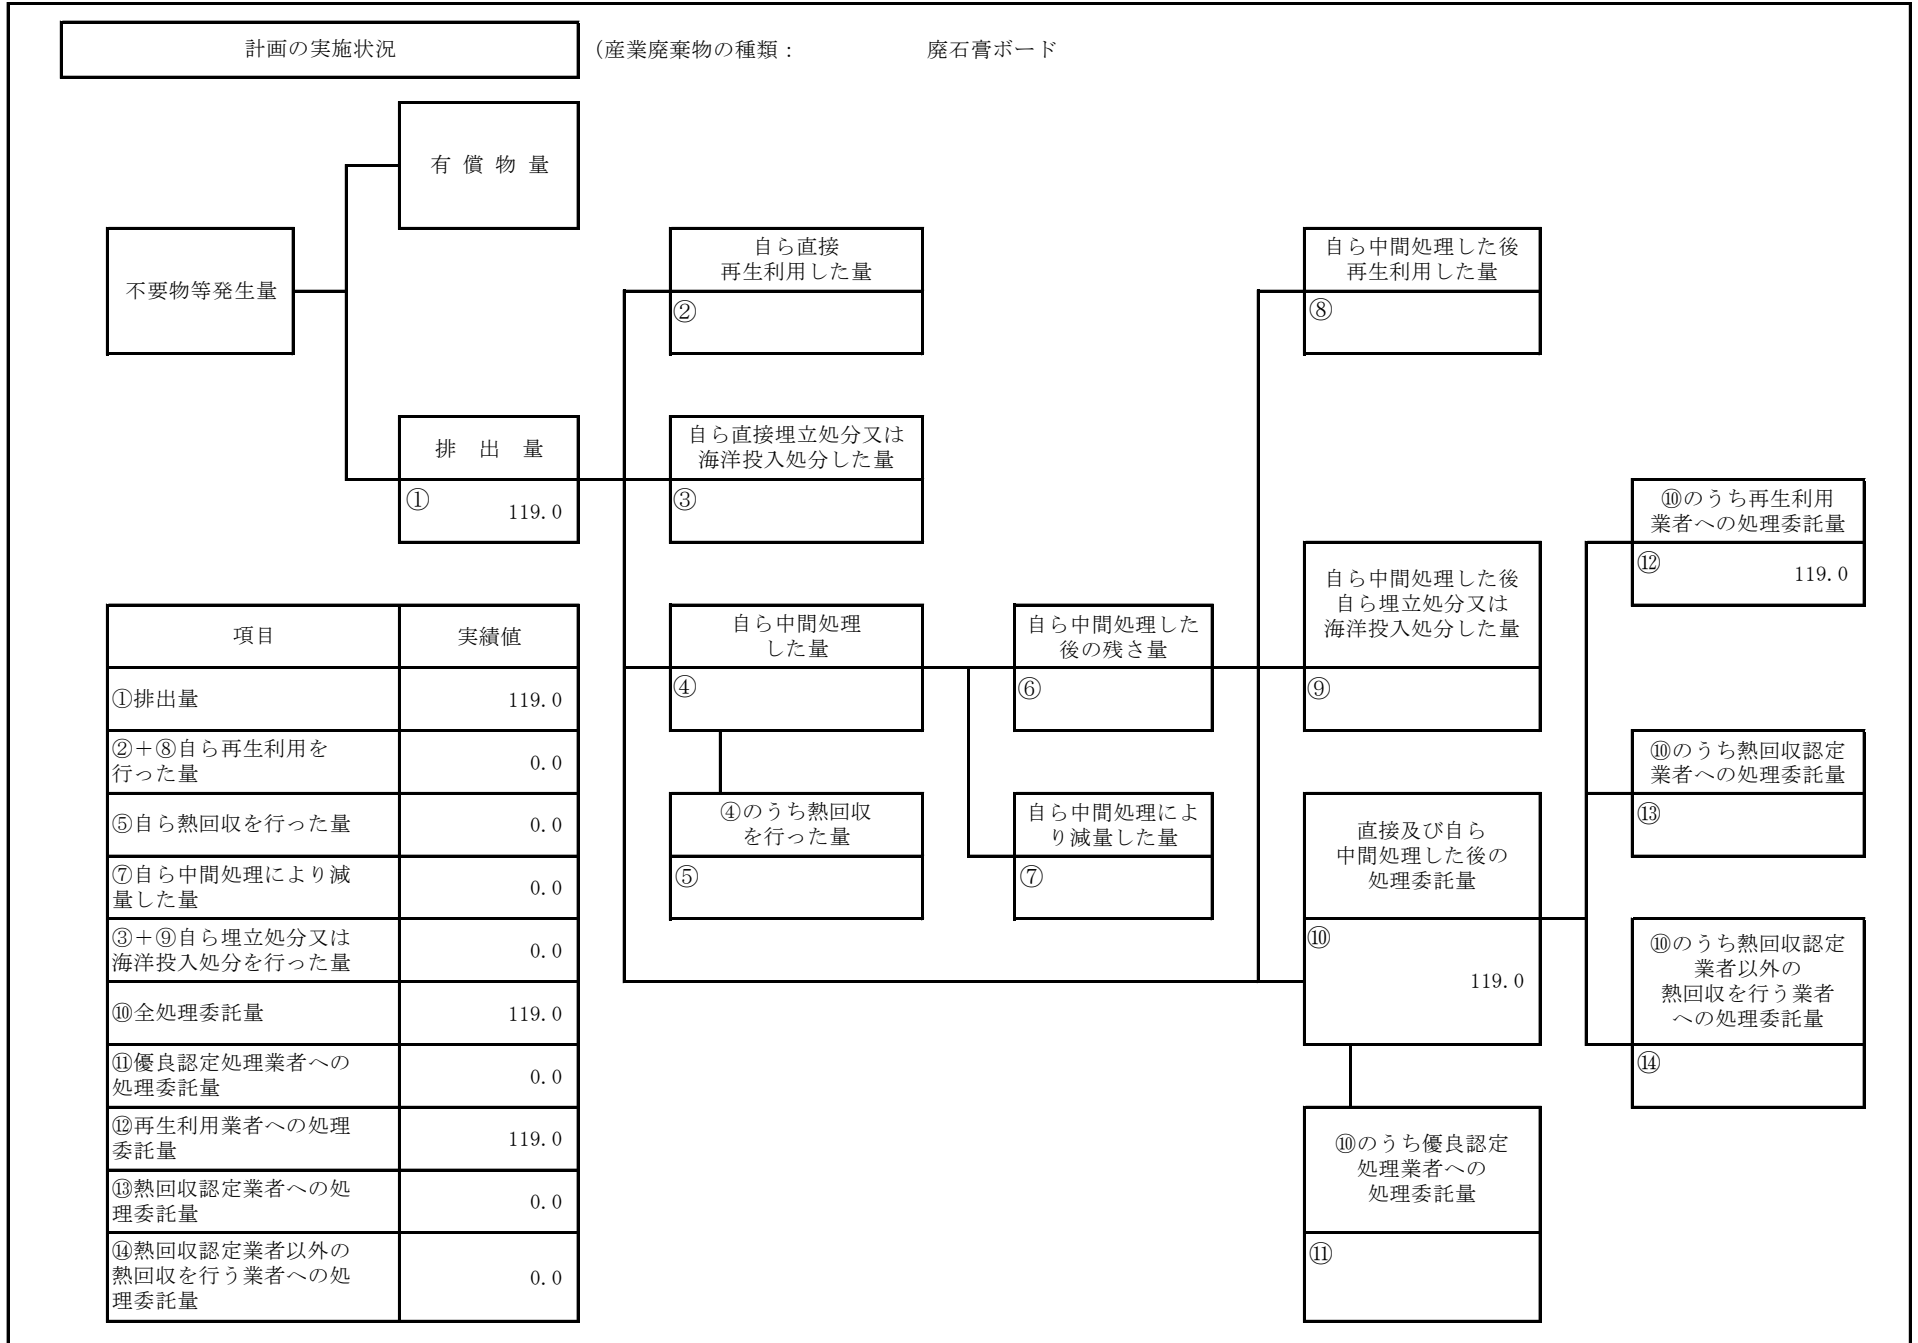 計画の実施状況
(産業廃棄物の種類： 廃石膏ボード
有 償 物 量
不要物等発生量
自ら直接
再生利用した量
②
自ら中間処理した後
再生利用した量
⑧
排 出 量
① 119.0
自ら直接埋立処分又は
海洋投入処分した量
③
⑩のうち再生利用
業者への処理委託量
⑫ 119.0
自ら中間処理した後
自ら埋立処分又は
海洋投入処分した量
⑨
自ら中間処理
した量
④
自ら中間処理した
後の残さ量
⑥
④のうち熱回収
を行った量
⑤
自ら中間処理によ
り減量した量
⑦
⑩のうち熱回収認定
業者への処理委託量
⑬
直接及び自ら
中間処理した後の
処理委託量
⑩
119.0
⑩のうち熱回収認定
業者以外の
熱回収を行う業者
への処理委託量
⑭
⑩のうち優良認定
処理業者への
処理委託量
⑪
項目 実績値
①排出量 119.0
②＋⑧自ら再生利用を
行った量 0.0
⑤自ら熱回収を行った量 0.0
⑦自ら中間処理により減
量した量 0.0
③＋⑨自ら埋立処分又は
海洋投入処分を行った量 0.0
⑩全処理委託量 119.0
⑪優良認定処理業者への
処理委託量 0.0
⑫再生利用業者への処理
委託量 119.0
⑬熱回収認定業者への処
理委託量 0.0
⑭熱回収認定業者以外の
熱回収を行う業者への処
理委託量 0.0